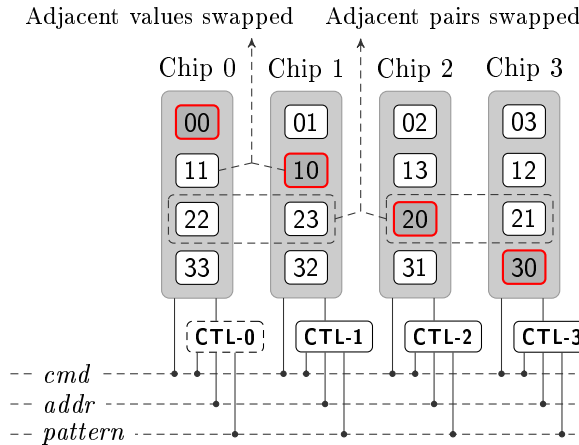 Adjacent values swapped Adjacent pairs swapped
Chip 0 Chip 1 Chip 2 Chip 3
00 01 02 03
11 10 13 12
22 23 20 21
33 32 31 30
CTL-0 CTL-1 CTL-2 CTL-3
cmd
addr
pattern